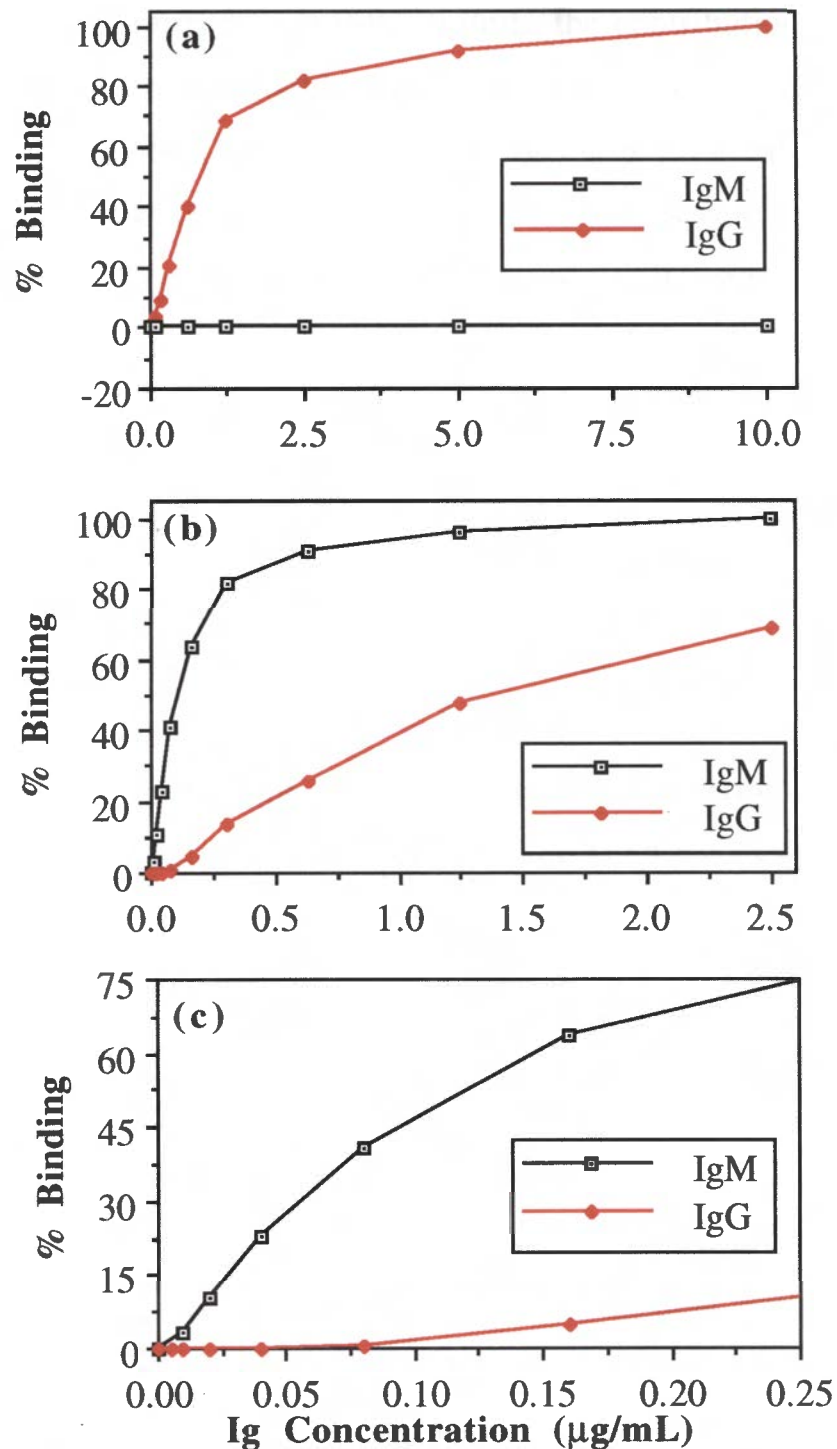 (a)
100
80
60
40
20
0
-20
% Binding
IgM
IgG
0.0 2.5 5.0 7.5 10.0
(b)
100
80
60
40
20
0
% Binding
IgM
IgG
0.0 0.5 1.0 1.5 2.0 2.5
(c)
75
60
45
30
15
0
% Binding
IgM
IgG
0.00 0.05 0.10 0.15 0.20 0.25
Ig Concentration (μg/mL)